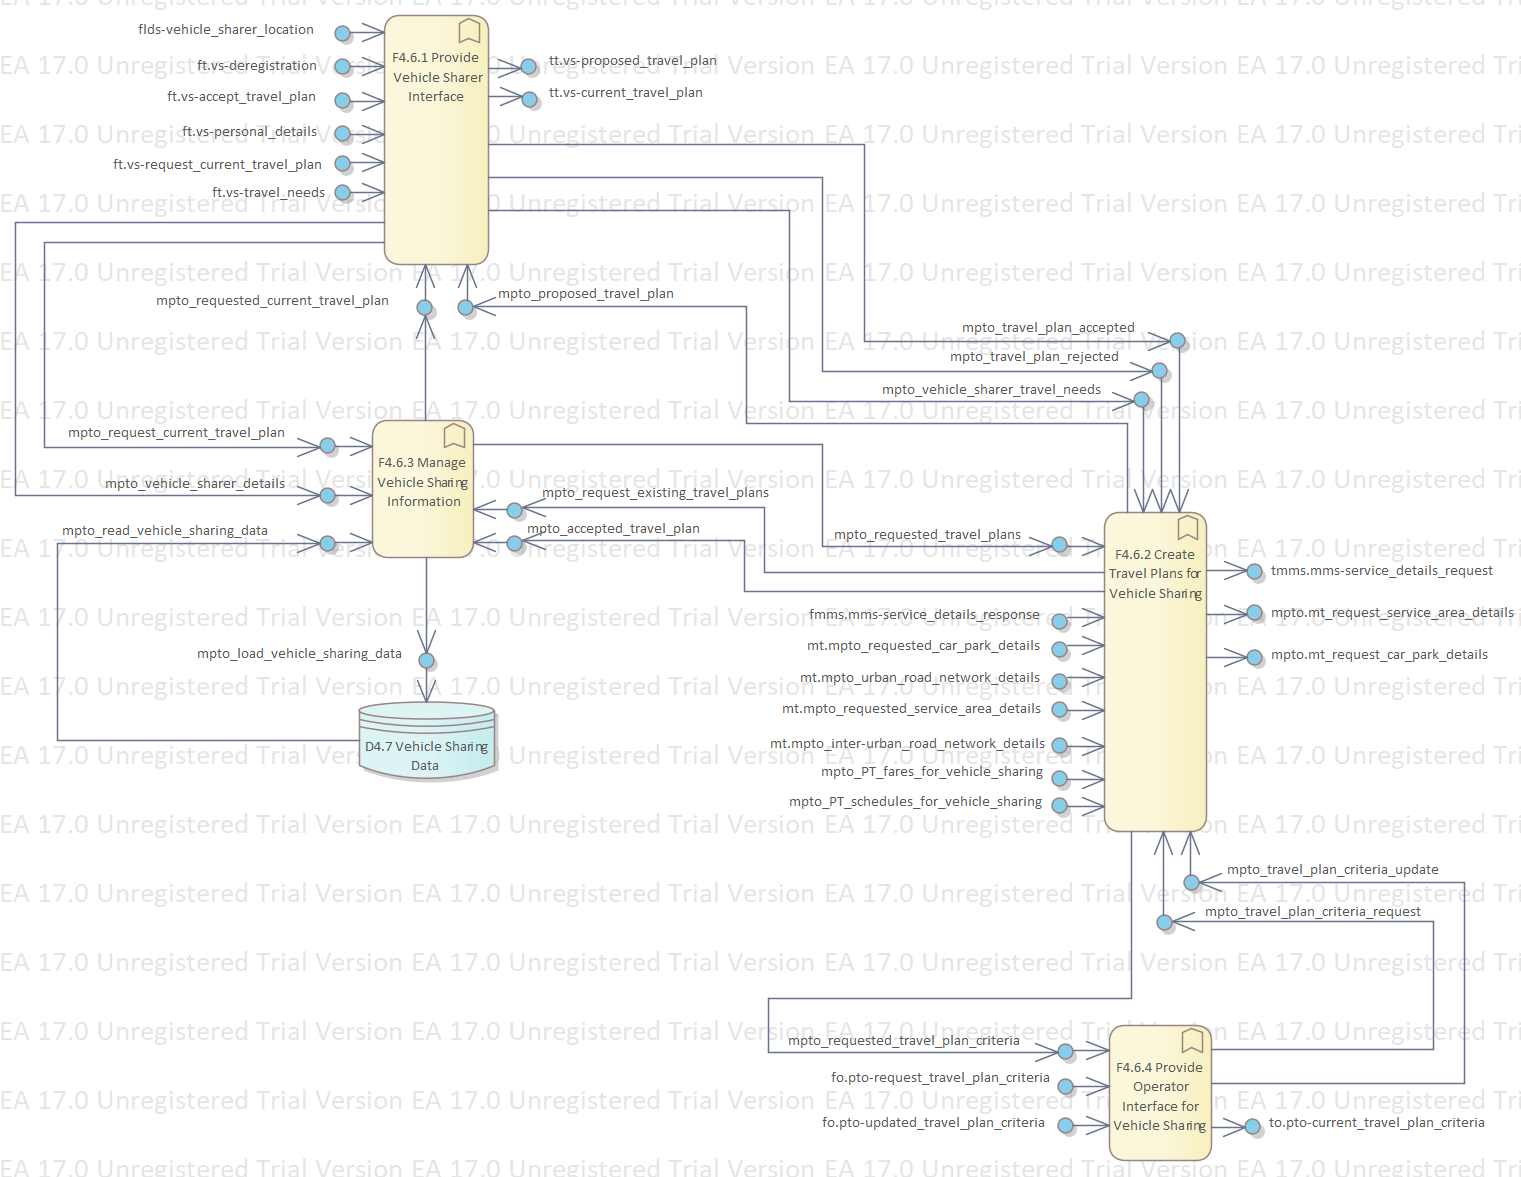 flds-vehicle_sharer_location
ft.vs-deregistration
ft.vs-accept_travel_plan
ft.vs-personal_details
ft.vs-request_current_travel_plan
ft.vs-travel_needs
F4.6.1 Provide
Vehicle Sharer
Interface
tt.vs-proposed_travel_plan
tt.vs-current_travel_plan
mpto_requested_current_travel_plan
mpto_proposed_travel_plan
mpto_travel_plan_accepted
mpto_travel_plan_rejected
mpto_vehicle_sharer_travel_needs
mpto_request_current_travel_plan
mpto_vehicle_sharer_details
mpto_read_vehicle_sharing_data
F4.6.3 Manage
Vehicle Sharing
Information
mpto_request_existing_travel_plans
mpto_accepted_travel_plan
mpto_requested_travel_plans
F4.6.2 Create
Travel Plans for
Vehicle Sharing
tmms.mms-service_details_request
mpto.mt_request_service_area_details
mpto.mt_request_car_park_details
fmms.mms-service_details_response
mt.mpto_requested_car_park_details
mt.mpto_urban_road_network_details
mt.mpto_requested_service_area_details
mt.mpto_inter-urban_road_network_details
mpto_PT_fares_for_vehicle_sharing
mpto_PT_schedules_for_vehicle_sharing
mpto_load_vehicle_sharing_data
D4.7 Vehicle Sharing
Data
mpto_travel_plan_criteria_update
mpto_travel_plan_criteria_request
mpto_requested_travel_plan_criteria
fo.pto-request_travel_plan_criteria
fo.pto-updated_travel_plan_criteria
F4.6.4 Provide
Operator
Interface for
Vehicle Sharing
to.pto-current_travel_plan_criteria
EA 17.0 Unregistered Trial Version EA 17.0 Unregistered Trial Version EA 17.0 Unregistered Trial Version EA 17.0 Unregistered Tri